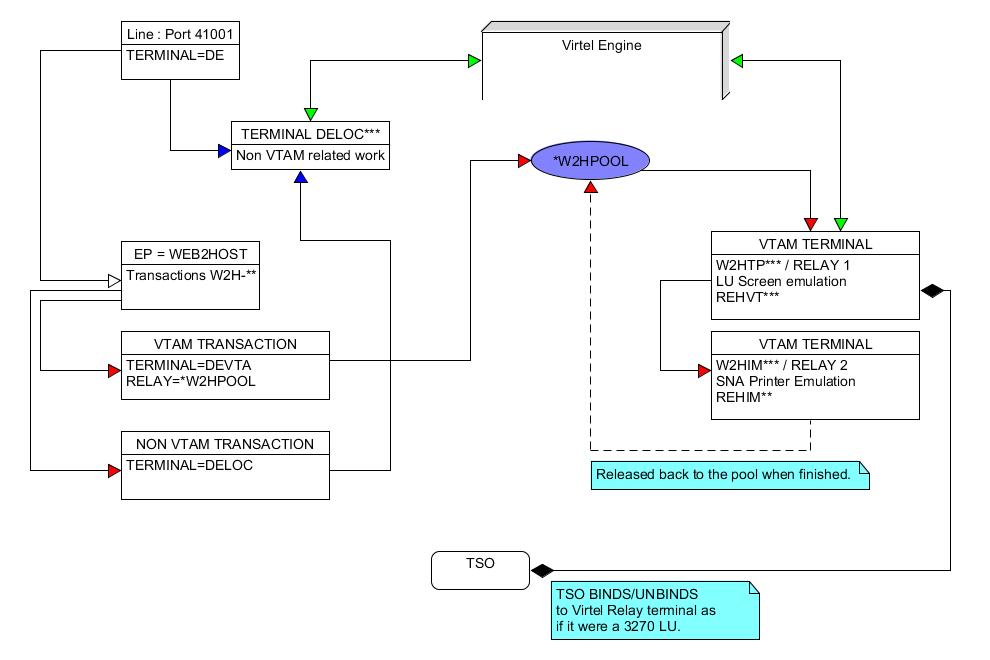 Line : Port 41001
TERMINAL=DE
Virtel Engine
TERMINAL DELOC***
Non VTAM related work
*W2HPOOL
EP = WEB2HOST
Transactions W2H-**
VTAM TERMINAL
W2HTP*** / RELAY 1
LU Screen emulation
REHVT***
VTAM TRANSACTION
TERMINAL=DEVTA
RELAY=*W2HPOOL
VTAM TERMINAL
W2HIM*** / RELAY 2
SNA Printer Emulation
REHIM**
NON VTAM TRANSACTION
TERMINAL=DELOC
Released back to the pool when finished.
TSO
TSO BINDS/UNBINDS
to Virtel Relay terminal as
if it were a 3270 LU.